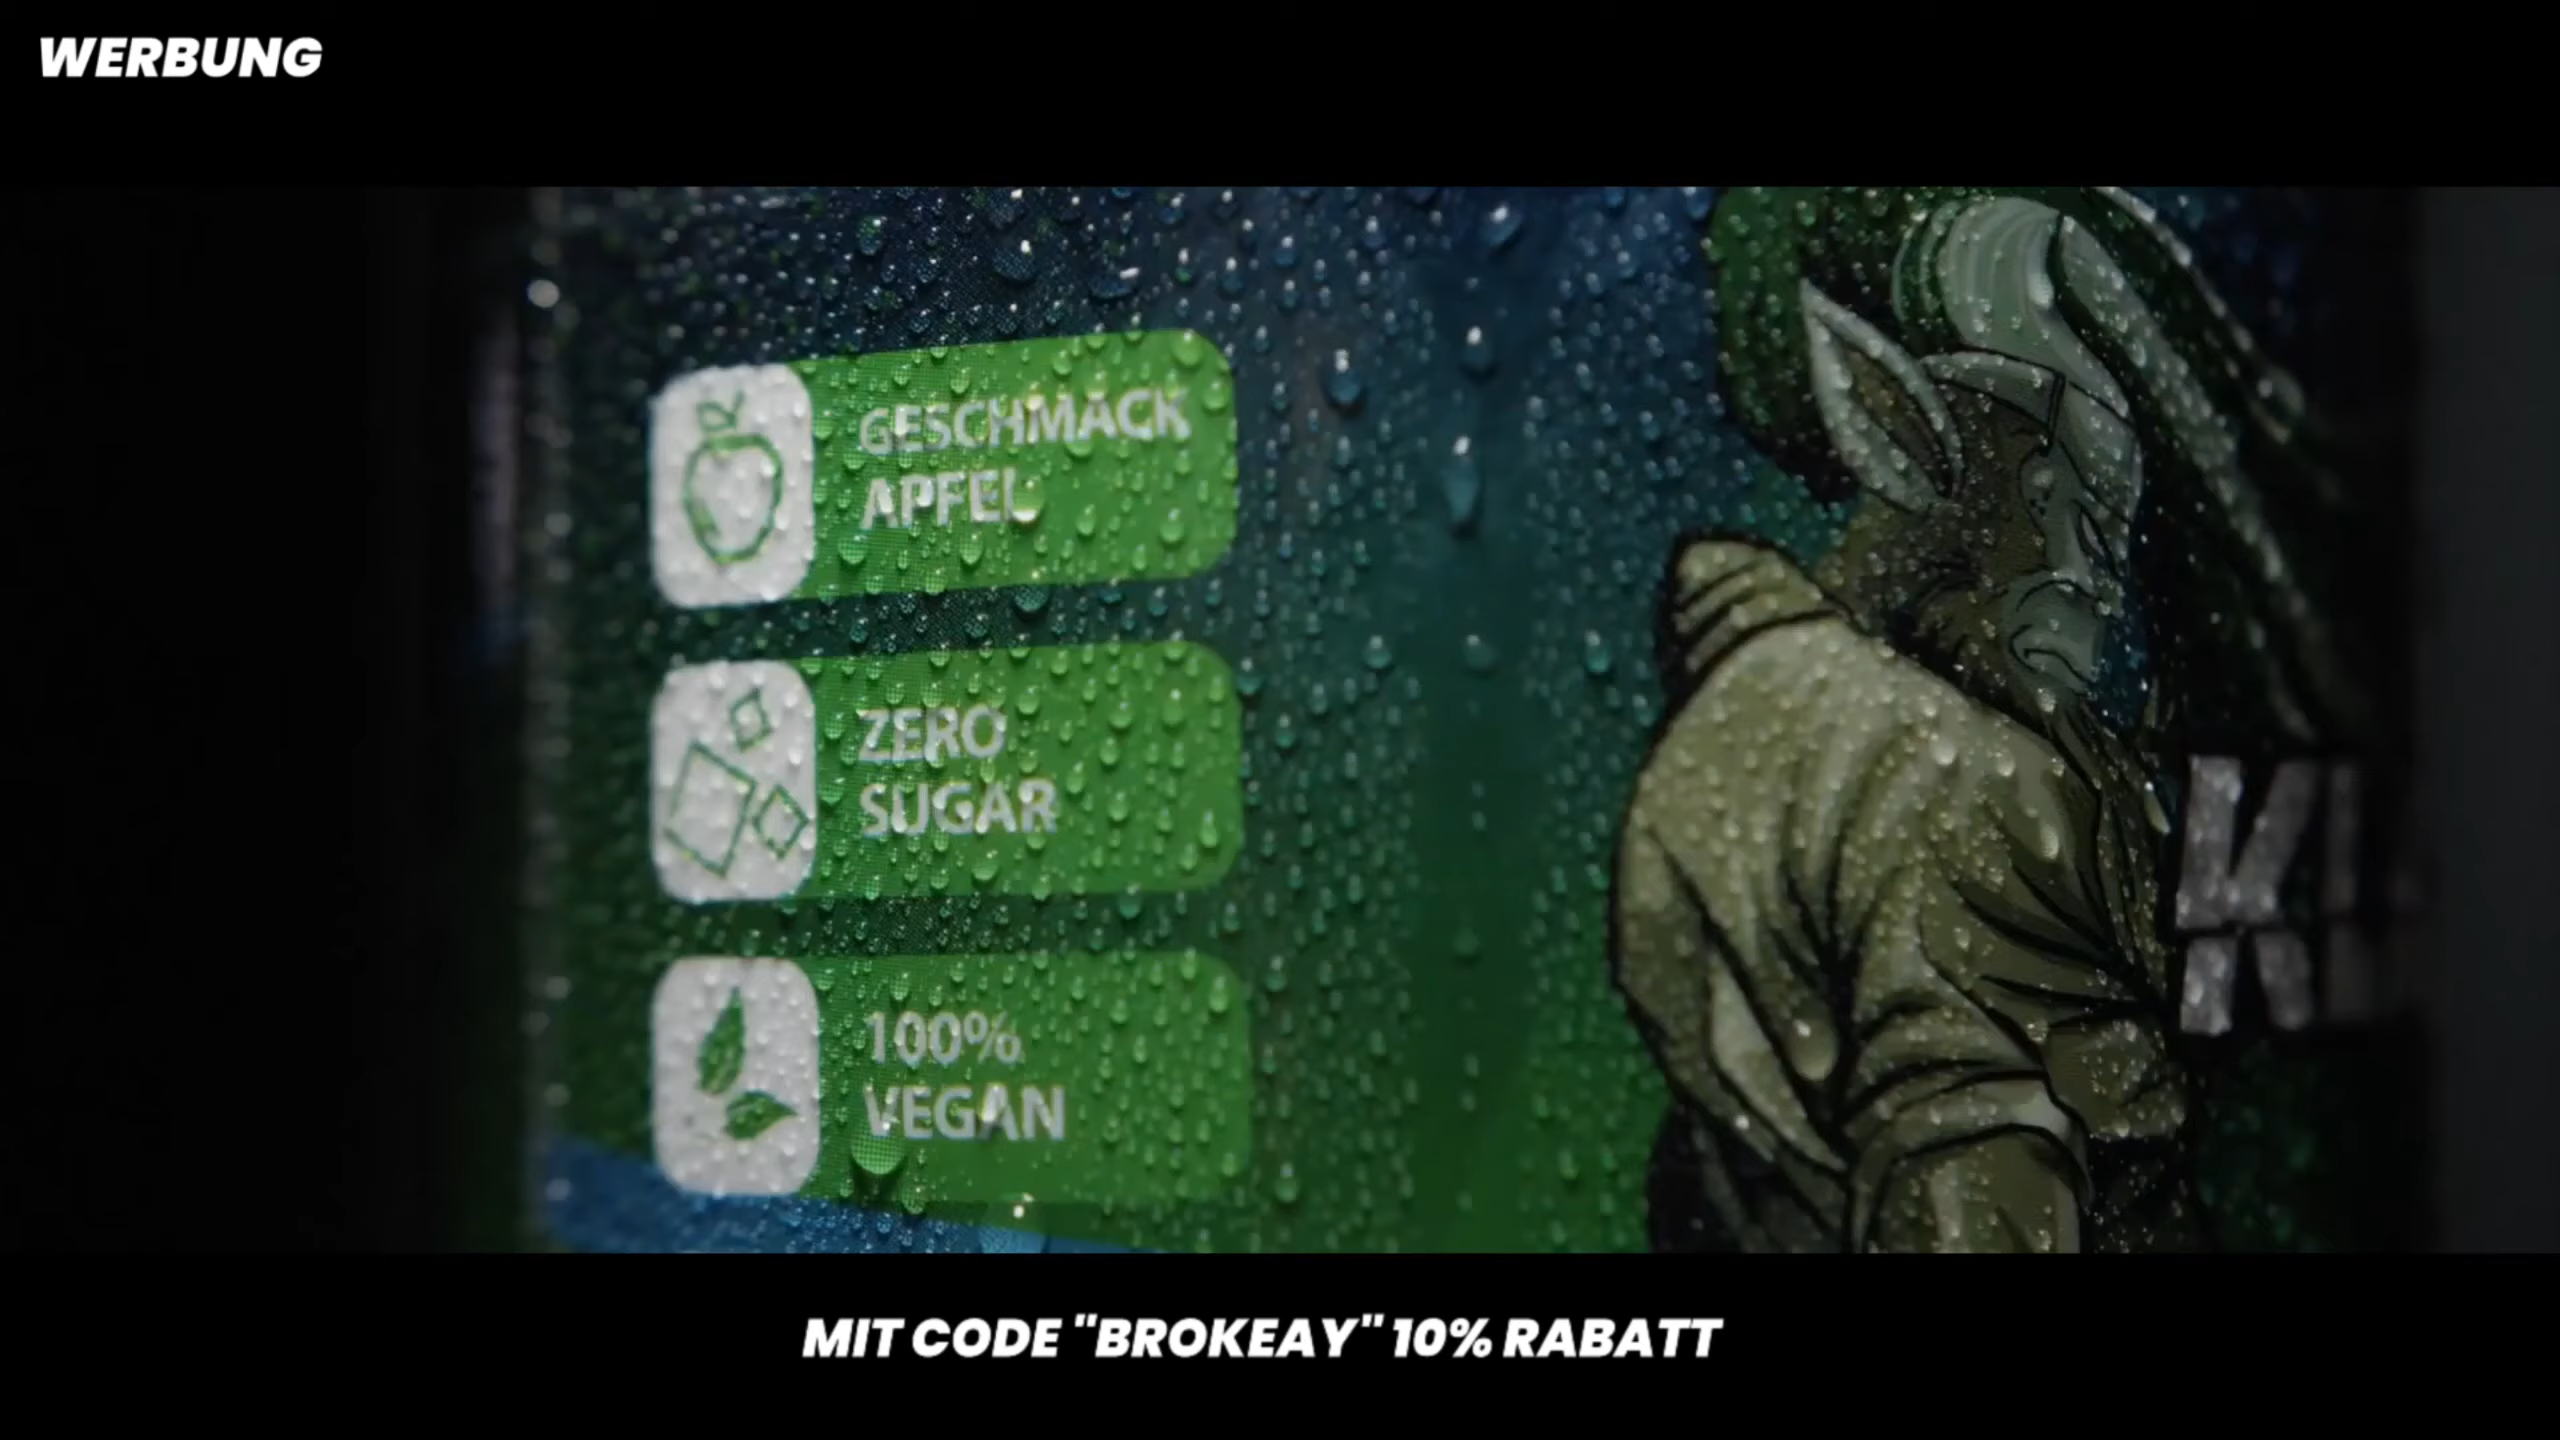 WERBUNG
GESCHMACK
APFEL
ZERO
SUGAR
100%
VEGAN
MIT CODE "BROKEAY" 10% RABATT